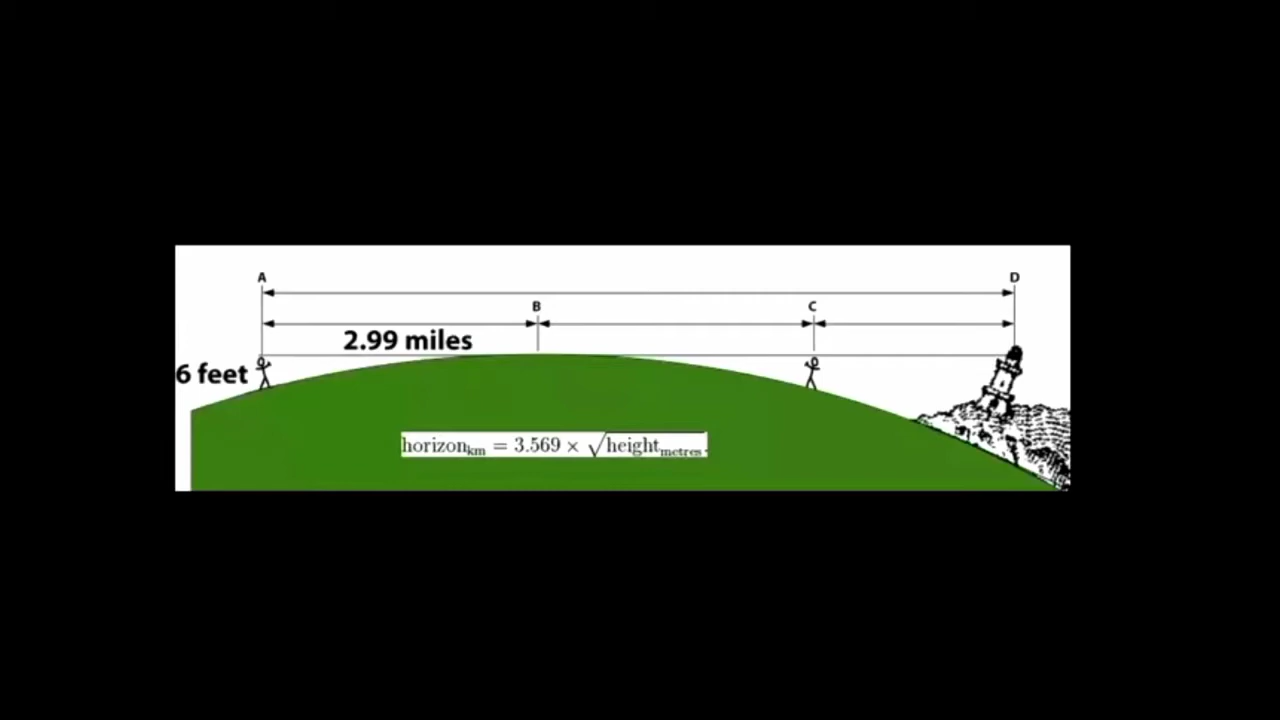 A D
B C
2.99 miles
6 feet
horizon_km = 3.569 × √height_metres.